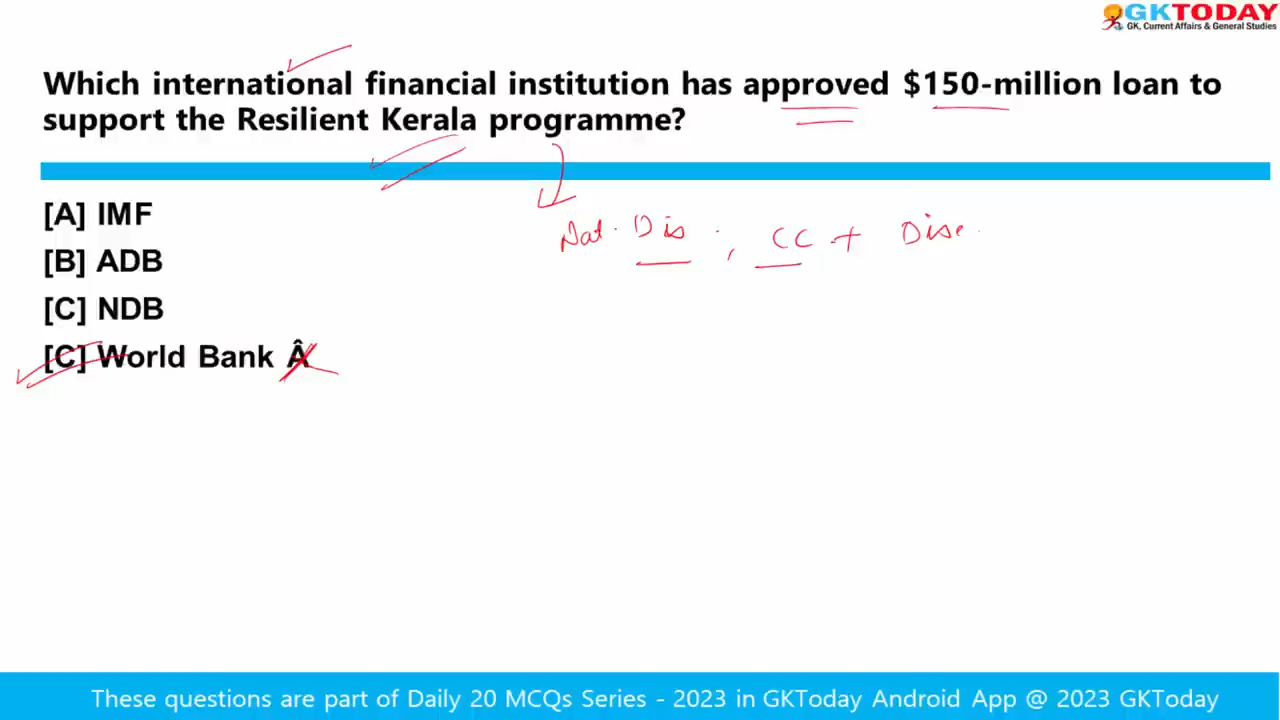 GKTODAY
GK, Current Affairs & General Studies
Which international financial institution has approved $150-million loan to
support the Resilient Kerala programme?
[A] IMF
Nat. Dis. , CC + Dise.
[B] ADB
[C] NDB
[C] World Bank Â
These questions are part of Daily 20 MCQs Series - 2023 in GKToday Android App @ 2023 GKToday